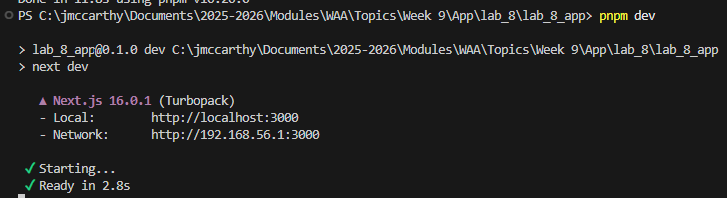 PS C:\jmccarthy\Documents\2025-2026\Modules\WAA\Topics\Week 9\App\lab_8\lab_8_app> pnpm dev
> lab_8_app@0.1.0 dev C:\jmccarthy\Documents\2025-2026\Modules\WAA\Topics\Week 9\App\lab_8\lab_8_app
> next dev
▲ Next.js 16.0.1 (Turbopack)
- Local: http://localhost:3000
- Network: http://192.168.56.1:3000
✓ Starting...
✓ Ready in 2.8s